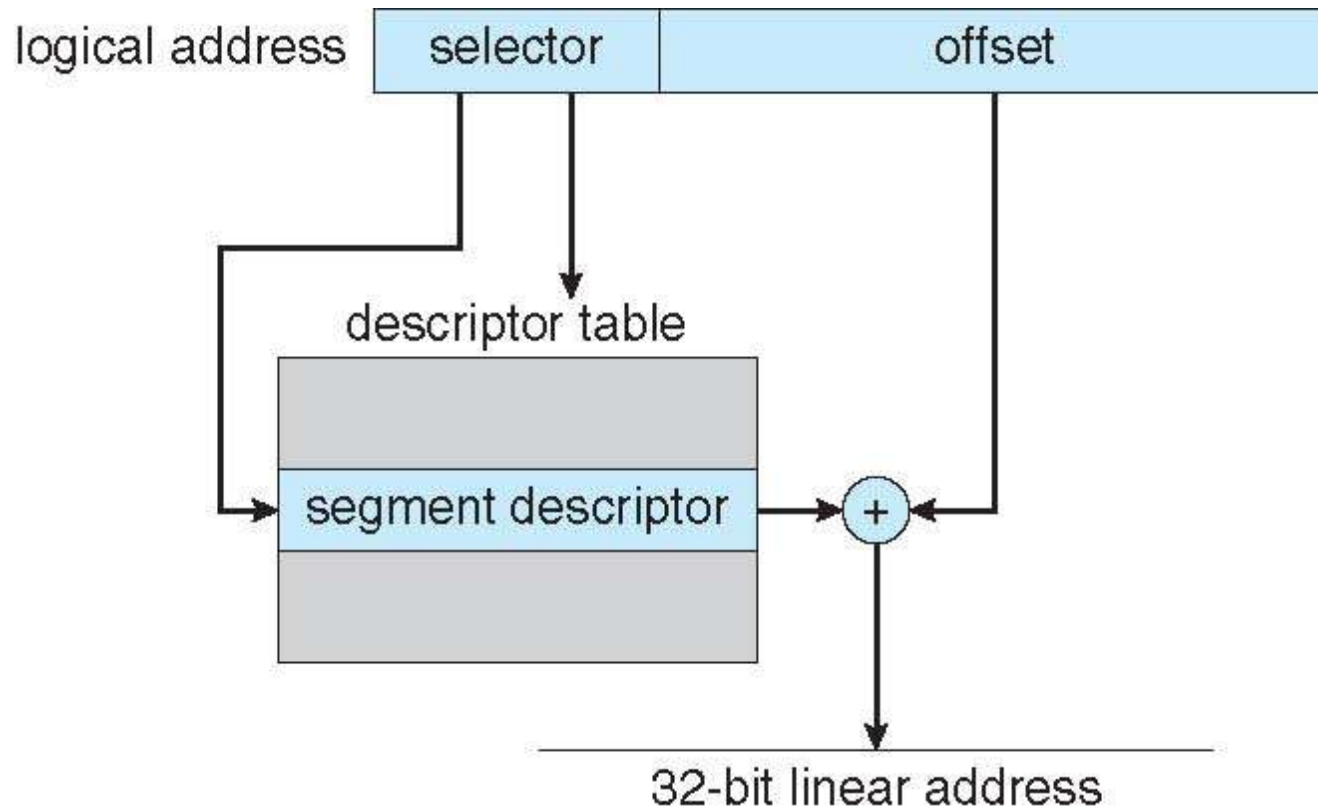 logical address selector offset
descriptor table
segment descriptor +
32-bit linear address